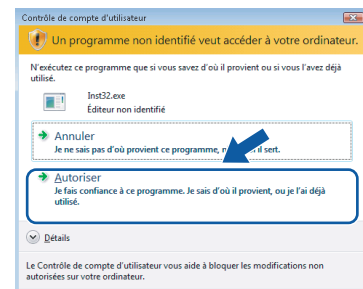 Contrôle de compte d'utilisateur
Un programme non identifié veut accéder à votre ordinateur.
N'exécutez ce programme que si vous savez d'où il provient ou si vous l'avez déjà
utilisé.
Inst32.exe
Éditeur non identifié
Annuler
Je ne sais pas d'où provient ce programme, il sert.
Autoriser
Je fais confiance à ce programme. Je sais d'où il provient, ou je l'ai déjà
utilisé.
Détails
Le Contrôle de compte d'utilisateur vous aide à bloquer les modifications non
autorisées sur votre ordinateur.